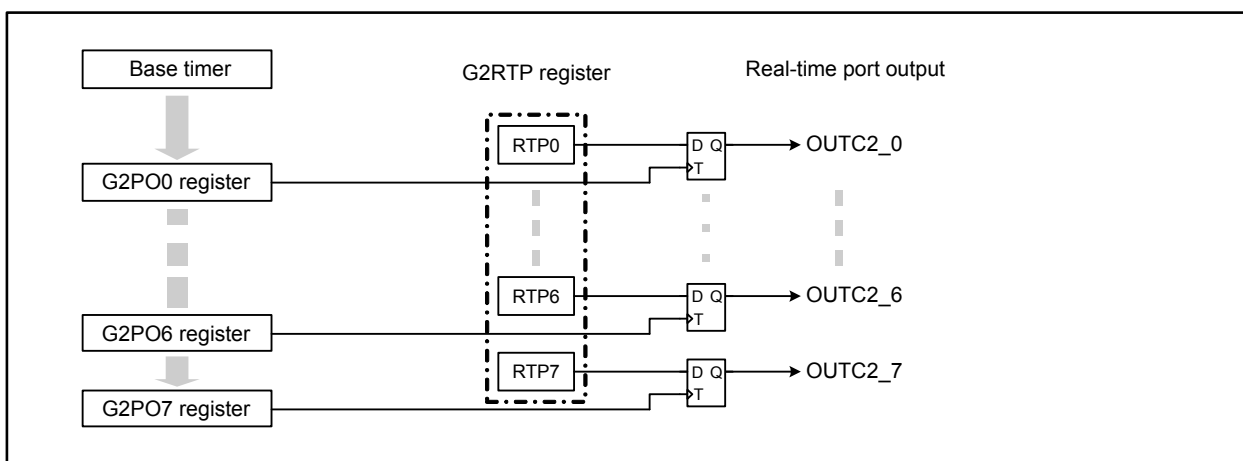 Base timer
G2RTP register
Real-time port output
RTP0
D Q
OUTC2_0
T
G2PO0 register
RTP6
D Q
OUTC2_6
T
G2PO6 register
RTP7
D Q
OUTC2_7
T
G2PO7 register